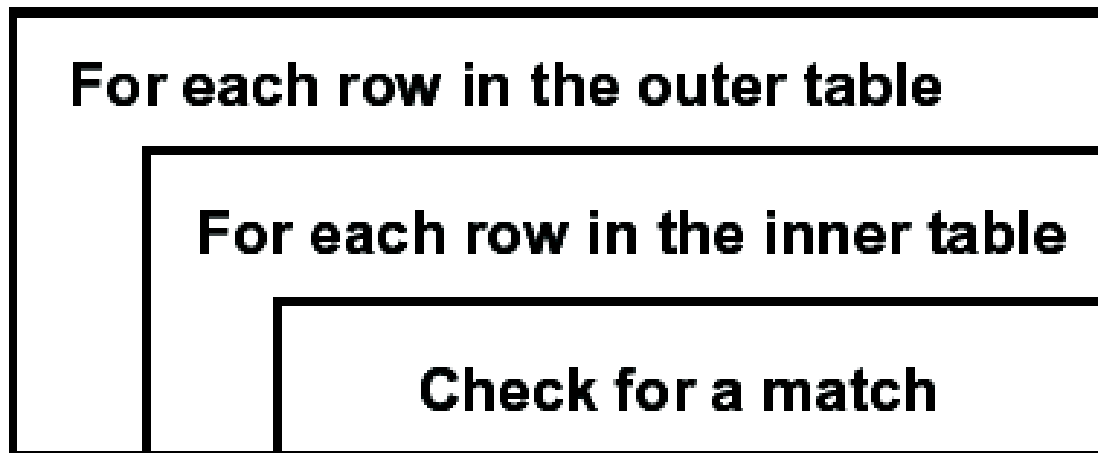 For each row in the outer table
For each row in the inner table
Check for a match